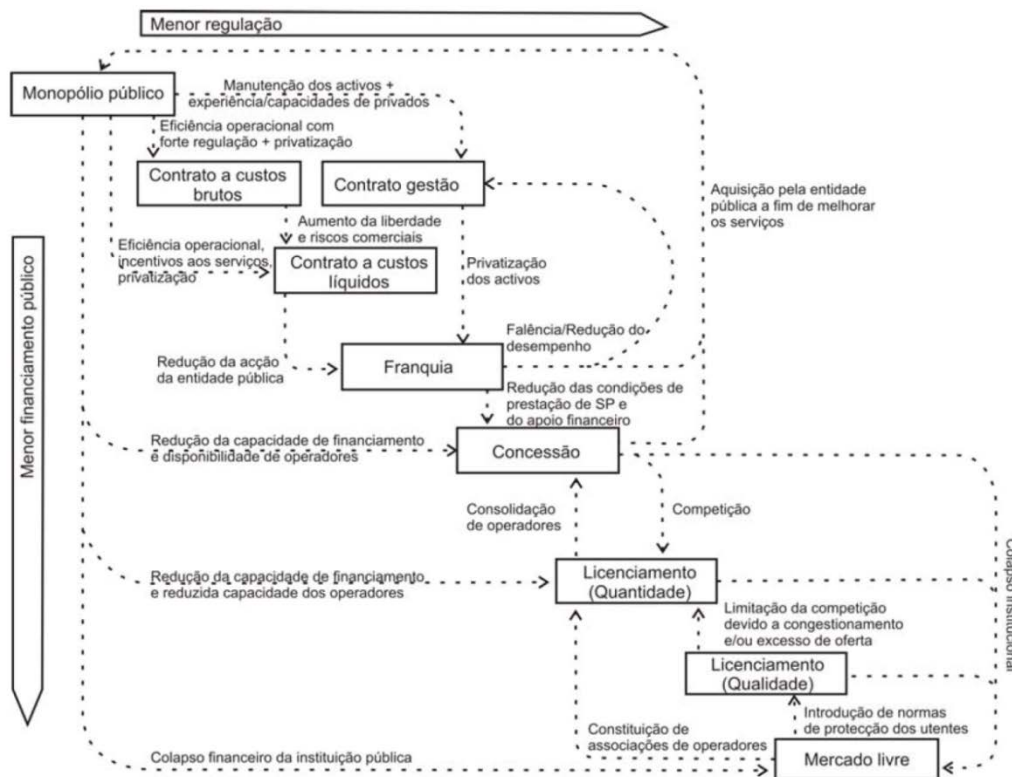 Menor regulação
Monopólio público
Manutenção dos activos +
experiência/capacidades de privados
Eficiência operacional com
forte regulação + privatização
Contrato a custos
brutos
Contrato gestão
Aquisição pela entidade
pública a fim de melhorar
os serviços
Aumento da liberdade
e riscos comerciais
Eficiência operacional,
incentivos aos serviços,
privatização
Contrato a custos
líquidos
Privatização
dos activos
Menor financiamento público
Falência/Redução do
desempenho
Redução da acção
da entidade pública
Franquia
Redução das condições de
prestação de SP e
do apoio financeiro
Redução da capacidade de financiamento
e disponibilidade de operadores
Concessão
Consolidação
de operadores
Competição
Colapso institucional
Redução da capacidade de financiamento
e reduzida capacidade dos operadores
Licenciamento
(Quantidade)
Limitação da competição
devido a congestionamento
e/ou excesso de oferta
Licenciamento
(Qualidade)
Introdução de normas
de protecção dos utentes
Constituição de
associações de operadores
Colapso financeiro da instituição pública
Mercado livre